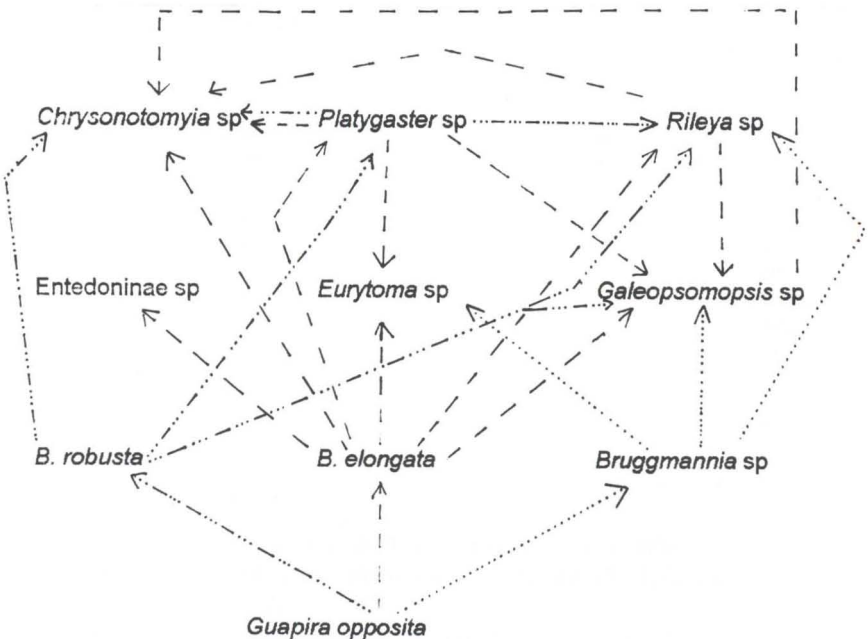 Chrysonotomyia sp Platygaster sp Rileya sp
Entedoninae sp Eurytoma sp Galeopsomopsis sp
B. robusta B. elongata Bruggmannia sp
Guapira opposita